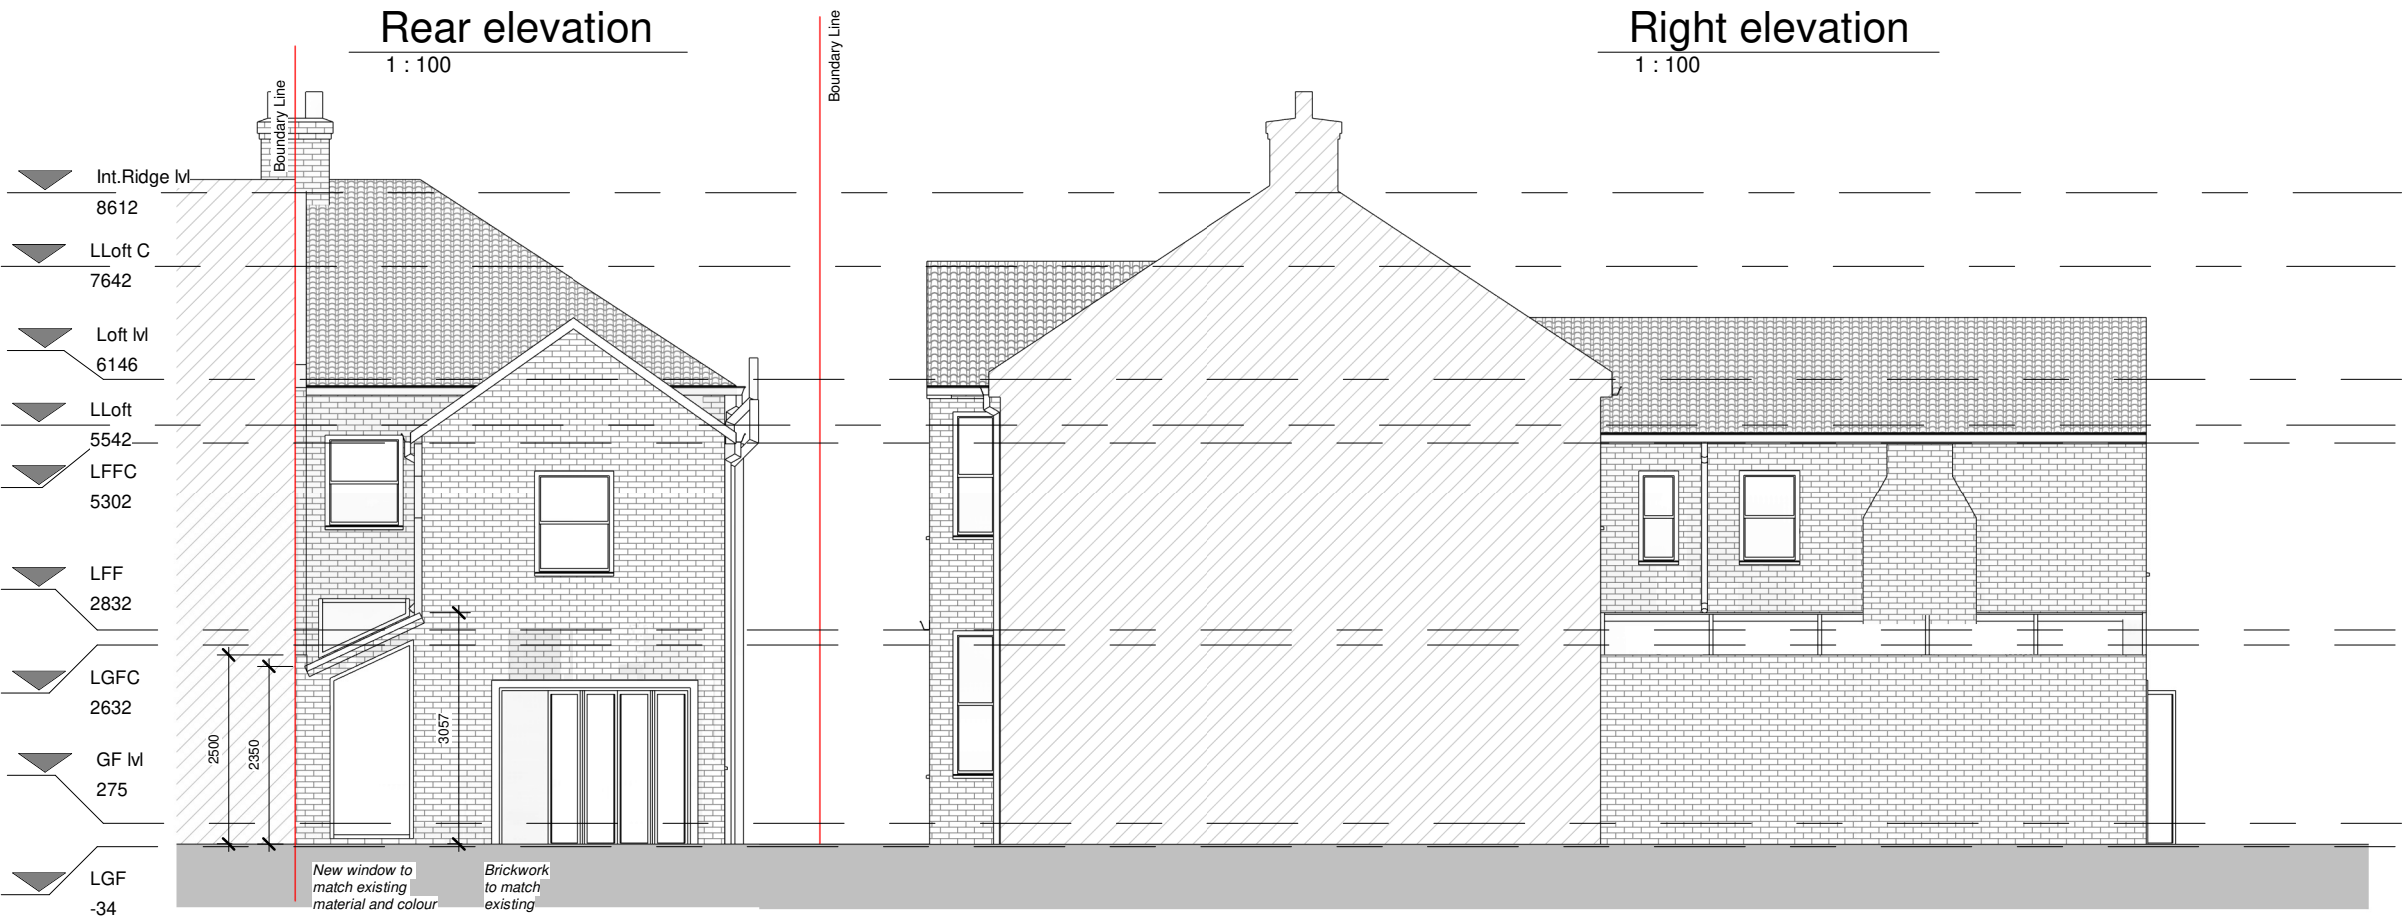 Rear elevation
1 : 100
Right elevation
1 : 100
Boundary Line
Boundary Line
Int.Ridge lvl
8612
LLoft C
7642
Loft lvl
6146
LLoft
5542
LFFC
5302
LFF
2832
LGFC
2632
GF lvl
275
LGF
-34
2500
2350
3057
New window to
match existing
material and colour
Brickwork
to match
existing